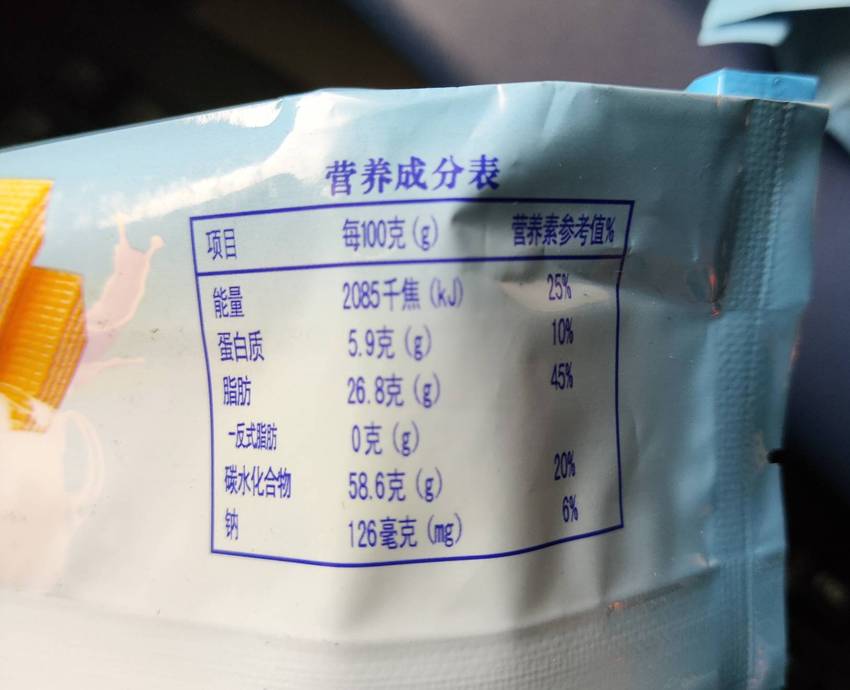 营养成分表
项目 每100克(g) 营养素参考值%
能量 2085千焦(kJ) 25%
蛋白质 5.9克(g) 10%
脂肪 26.8克(g) 45%
-反式脂肪 0克(g)
碳水化合物 58.6克(g) 20%
钠 126毫克(mg) 6%